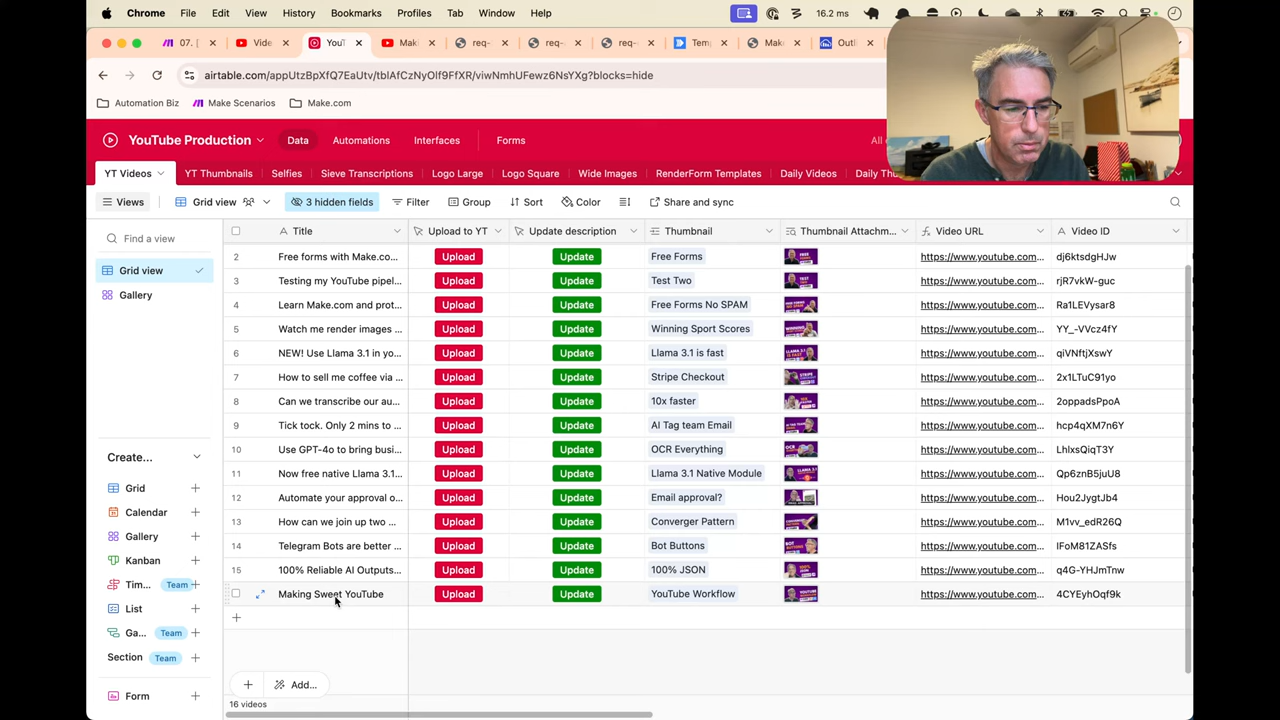 Chrome File Edit View History Bookmarks Profiles Tab Window Help 16.2 ms
07. [ Vide YouT Maki req- req- req- Temp Make Outli
airtable.com/appUtzBpXfQ7EaUtv/tblAfCzNyOlf9FfXR/viwNmhUFewz6NsYXg?blocks=hide
Automation Biz Make Scenarios Make.com
YouTube Production Data Automations Interfaces Forms All
YT Videos YT Thumbnails Selfies Sieve Transcriptions Logo Large Logo Square Wide Images RenderForm Templates Daily Videos Daily Th
Views Grid view 3 hidden fields Filter Group Sort Color Share and sync
Find a view
Grid view
Gallery
Create...
Grid
Calendar
Gallery
Kanban
Tim... Team
List
Ga... Team
Section Team
Form
Title Upload to YT Update description Thumbnail Thumbnail Attachm... Video URL Video ID
2 Free forms with Make.co... Upload Update Free Forms https://www.youtube.com... dj6ktsdgHJw
3 Testing my YouTube pipel... Upload Update Test Two https://www.youtube.com... rjR7vkW-guc
4 Learn Make.com and prot... Upload Update Free Forms No SPAM https://www.youtube.com... Ra1LEVysar8
5 Watch me render images ... Upload Update Winning Sport Scores https://www.youtube.com... YY_-VVcz4fY
6 NEW! Use Llama 3.1 in yo... Upload Update Llama 3.1 is fast https://www.youtube.com... qiVNftjXswY
7 How to sell me coffee via ... Upload Update Stripe Checkout https://www.youtube.com... 2x1LTuC91yo
8 Can we transcribe our au... Upload Update 10x faster https://www.youtube.com... 2oppadsPpoA
9 Tick tock. Only 2 mins to ... Upload Update AI Tag team Email https://www.youtube.com... hcp4qXM7n6Y
10 Use GPT-4o to bring busi... Upload Update OCR Everything https://www.youtube.com... LhlxsQiqT3Y
11 Now free native Llama 3.1... Upload Update Llama 3.1 Native Module https://www.youtube.com... Qp6znB5juU8
12 Automate your approval o... Upload Update Email approval? https://www.youtube.com... Hou2JygtJb4
13 How can we join up two ... Upload Update Converger Pattern https://www.youtube.com... M1vv_edR26Q
14 Telegram Bots are better ... Upload Update Bot Buttons https://www.youtube.com... IFoM81ZASfs
15 100% Reliable AI Outputs... Upload Update 100% JSON https://www.youtube.com... q4G-YHJmTnw
Making Sweet YouTube Upload Update YouTube Workflow https://www.youtube.com... 4CYEyhOqf9k
Add...
16 videos